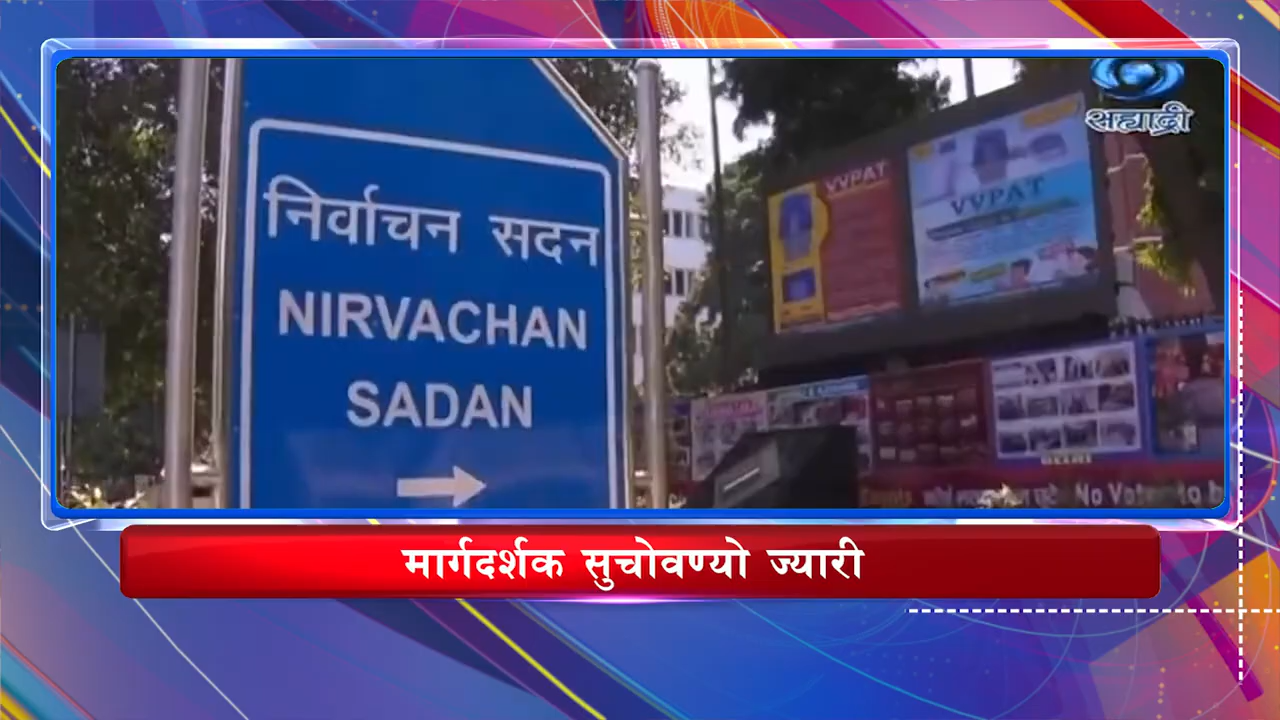 सह्याद्री
निर्वाचन सदन
NIRVACHAN
SADAN
VVPAT
VVPAT
No Voter to b
मार्गदर्शक सुचोवण्यो ज्यारी